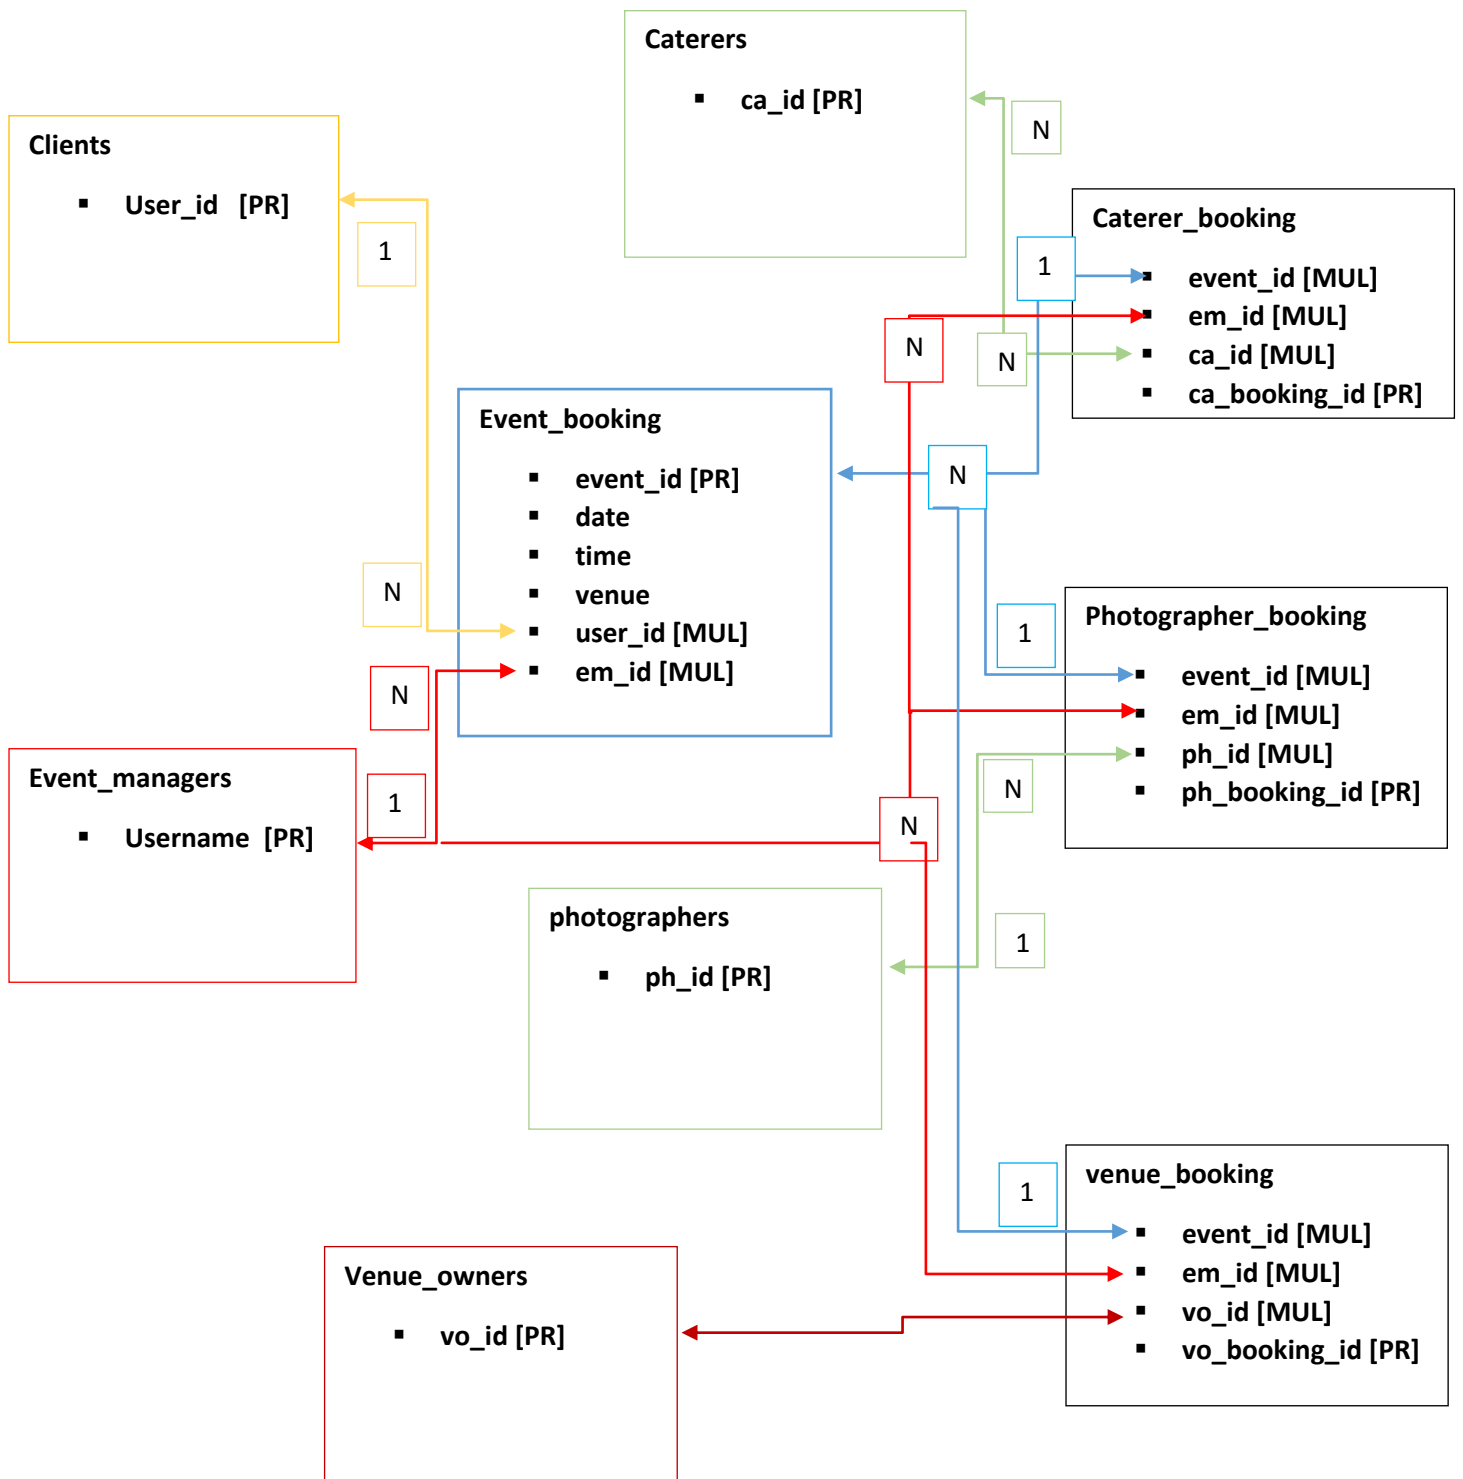 Caterers
▪ ca_id [PR]
N
Clients
▪ User_id [PR]
1
Caterer_booking
▪ event_id [MUL]
▪ em_id [MUL]
▪ ca_id [MUL]
▪ ca_booking_id [PR]
1
N
N
Event_booking
▪ event_id [PR]
▪ date
▪ time
▪ venue
▪ user_id [MUL]
▪ em_id [MUL]
N
N
N
Photographer_booking
▪ event_id [MUL]
▪ em_id [MUL]
▪ ph_id [MUL]
▪ ph_booking_id [PR]
1
N
Event_managers
▪ Username [PR]
1
N
photographers
▪ ph_id [PR]
1
venue_booking
▪ event_id [MUL]
▪ em_id [MUL]
▪ vo_id [MUL]
▪ vo_booking_id [PR]
1
Venue_owners
▪ vo_id [PR]